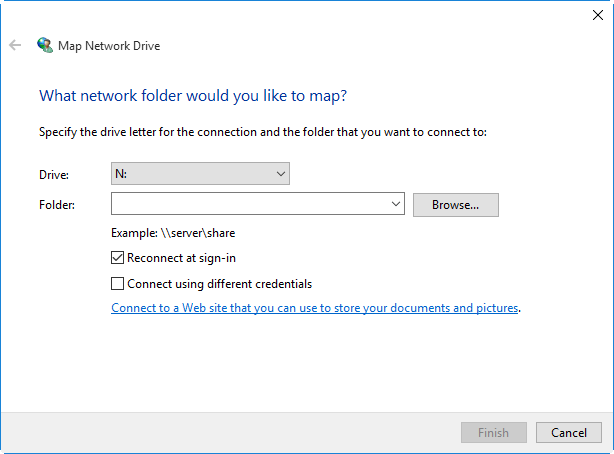 Map Network Drive
What network folder would you like to map?
Specify the drive letter for the connection and the folder that you want to connect to:
Drive: N:
Folder: Browse...
Example: \\server\share
Reconnect at sign-in
Connect using different credentials
Connect to a Web site that you can use to store your documents and pictures.
Finish Cancel